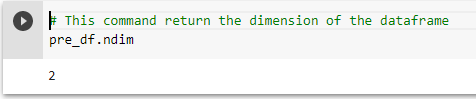 # This command return the dimension of the dataframe
pre_df.ndim
2